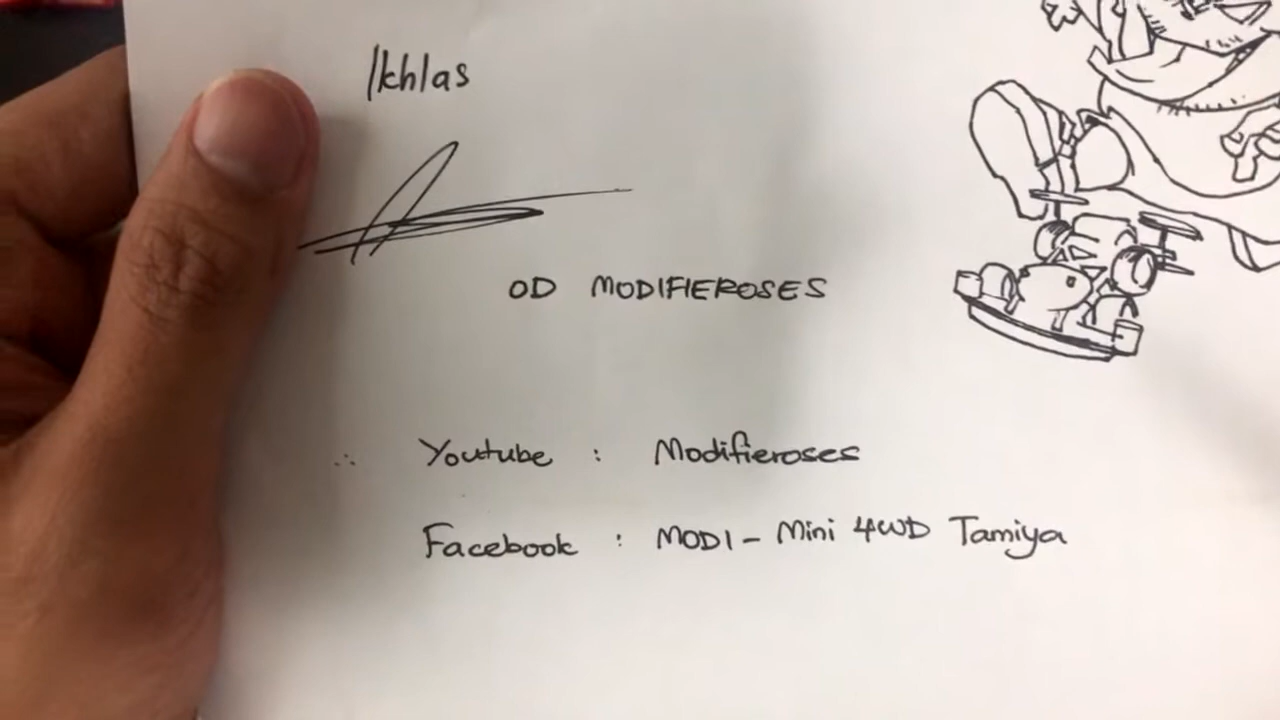 Ikhlas
OD MODIFIEROSES
Youtube : Modifieroses
Facebook : MODI - Mini 4WD Tamiya